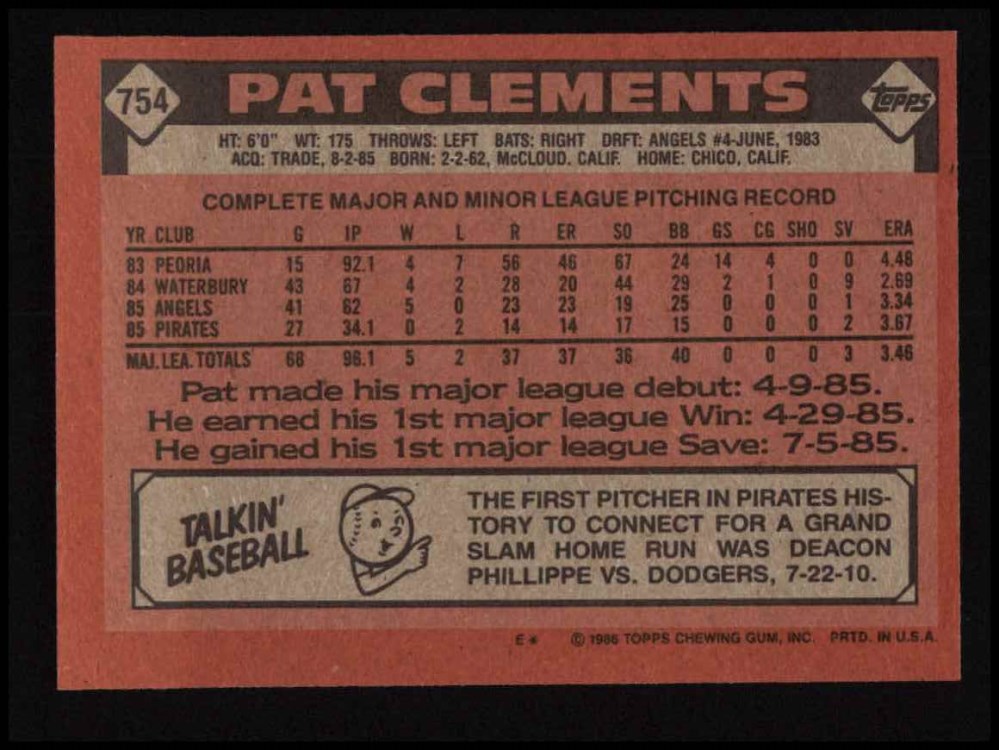 754 PAT CLEMENTS topps
HT: 6'0" WT: 175 THROWS: LEFT BATS: RIGHT DRFT: ANGELS #4-JUNE, 1983
ACQ: TRADE, 8-2-85 BORN: 2-2-62, McCLOUD. CALIF. HOME: CHICO, CALIF.
COMPLETE MAJOR AND MINOR LEAGUE PITCHING RECORD
YR CLUB G IP W L R ER SO BB GS CG SHO SV ERA
83 PEORIA 15 92.1 4 7 56 46 67 24 14 4 0 0 4.48
84 WATERBURY 43 67 4 2 28 20 44 29 2 1 0 9 2.69
85 ANGELS 41 62 5 0 23 23 19 25 0 0 0 1 3.34
85 PIRATES 27 34.1 0 2 14 14 17 15 0 0 0 2 3.67
MAJ. LEA. TOTALS 68 96.1 5 2 37 37 36 40 0 0 0 3 3.46
Pat made his major league debut: 4-9-85.
He earned his 1st major league Win: 4-29-85.
He gained his 1st major league Save: 7-5-85.
TALKIN'
BASEBALL
THE FIRST PITCHER IN PIRATES HIS-
TORY TO CONNECT FOR A GRAND
SLAM HOME RUN WAS DEACON
PHILLIPPE VS. DODGERS, 7-22-10.
E* © 1986 TOPPS CHEWING GUM, INC. PRTD. IN U.S.A.